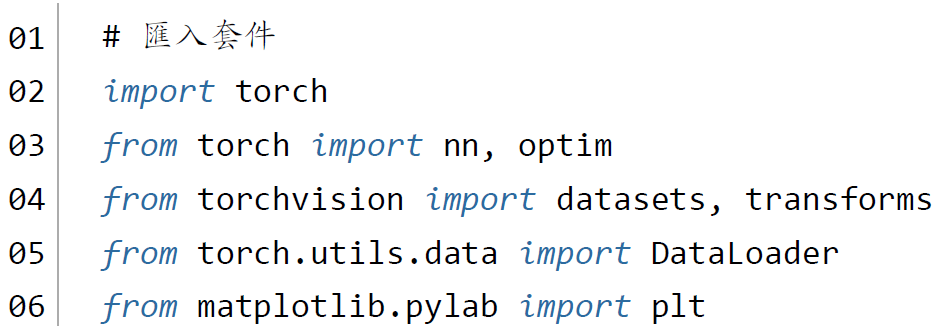 01 # 匯入套件
02 import torch
03 from torch import nn, optim
04 from torchvision import datasets, transforms
05 from torch.utils.data import DataLoader
06 from matplotlib.pylab import plt